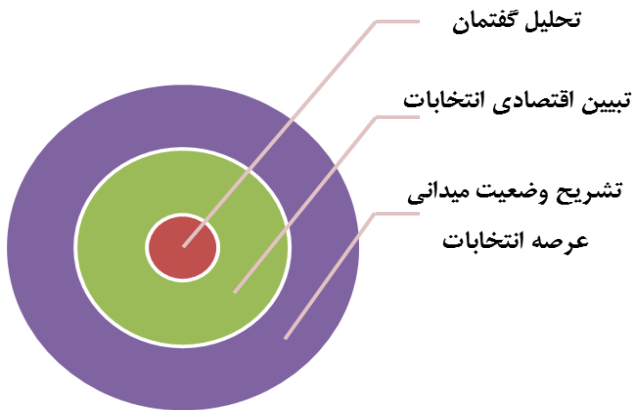 تحلیل گفتمان
تبیین اقتصادی انتخابات
تشریح وضعیت میدانی
عرصه انتخابات